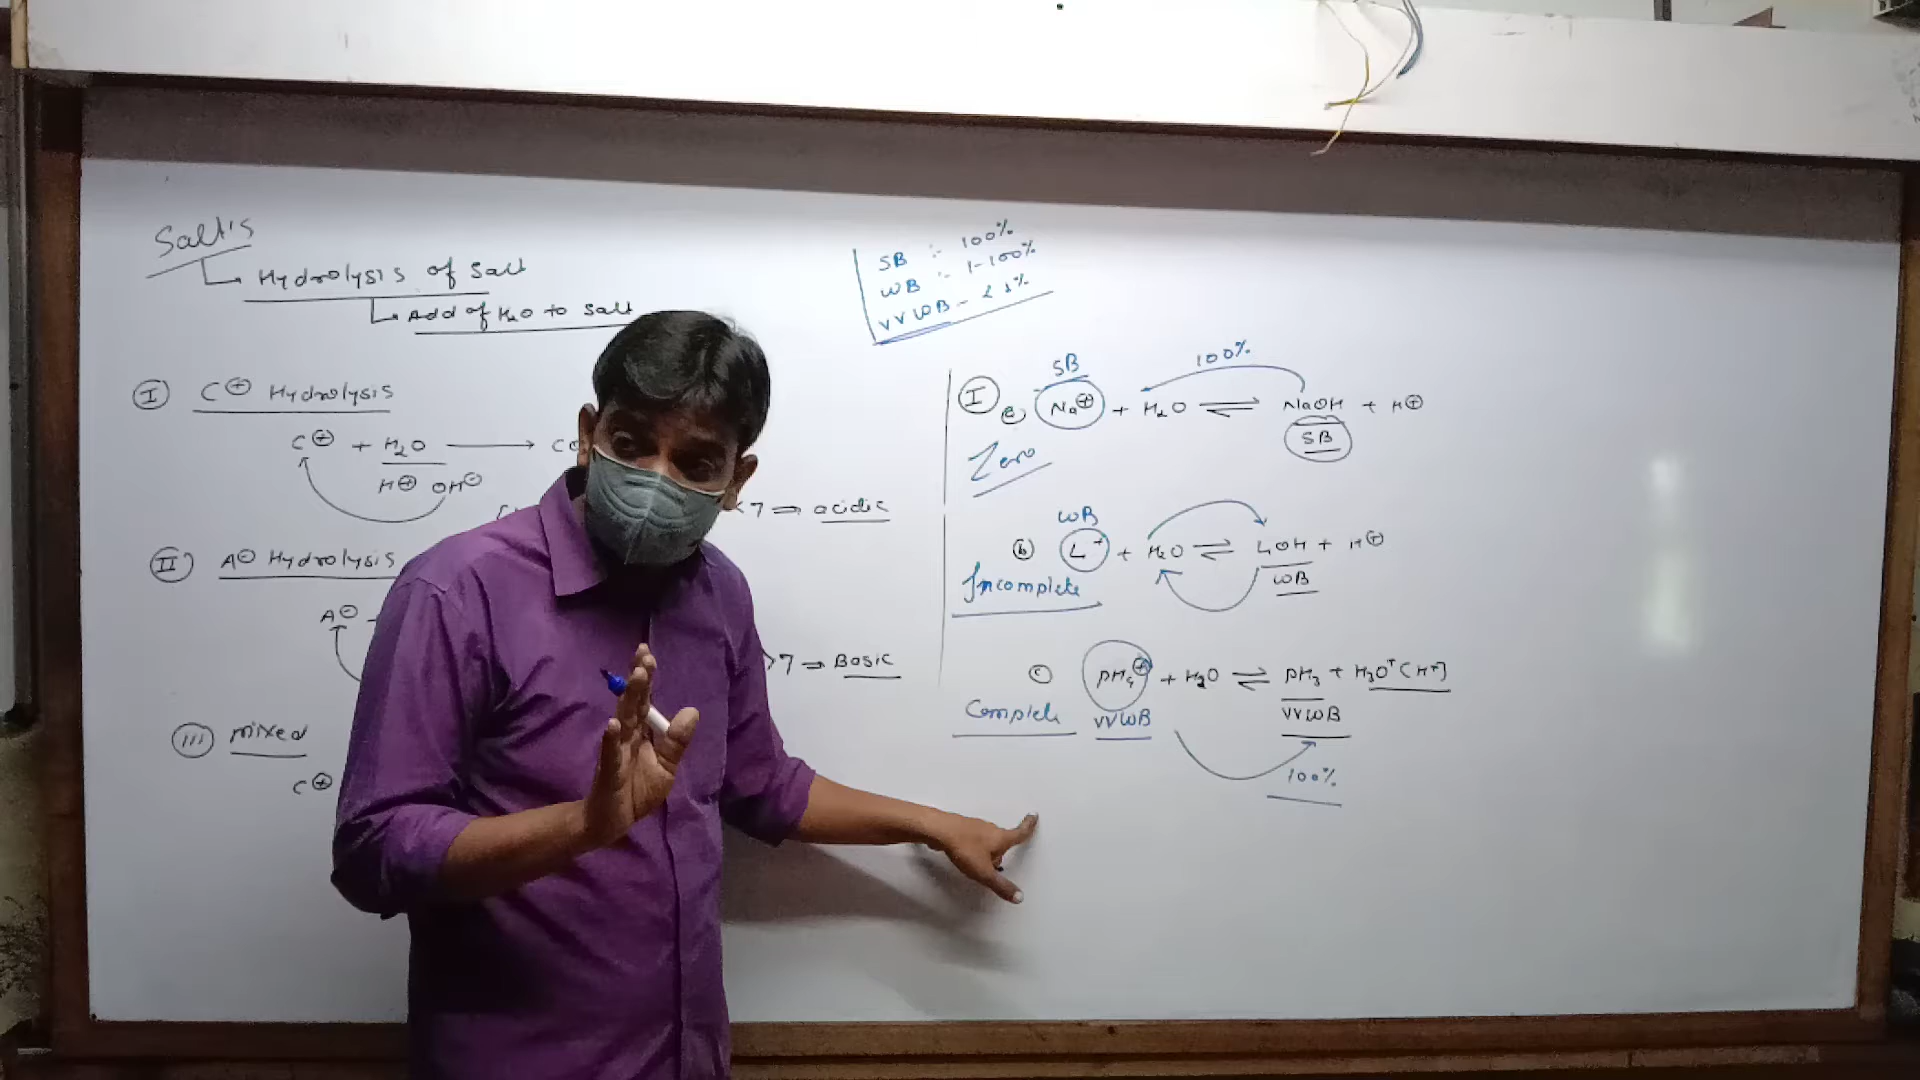 Salt's
Hydrolysis of Salt
Add of H₂O to Salt
I C⊕ Hydrolysis
C⊕ + H₂O ⟶
H⊕ OH⊖
<7 ⇒ acidic
II A⊖ Hydrolysis
A⊖
>7 ⇒ Basic
III mixed
C⊕
SB :- 100%
WB :- 1-100%
VVWB - <1%
SB 100%
I a, Na⊕ + H₂O ⇌ NaOH + H⊕
SB
Zero
WB
b L⁺ + H₂O ⇌ LOH + H⊕
WB
Incomplete
c PH₄⊕ + H₂O ⇌ PH₃ + H₃O⁺ (H⁺)
Complete VVWB VVWB
100%